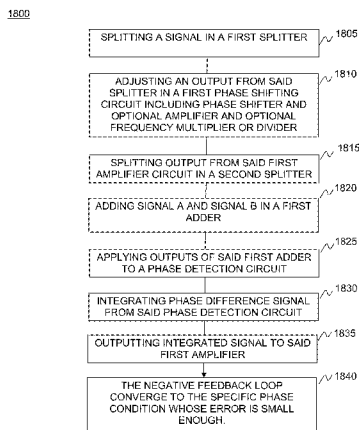 1800
SPLITTING A SIGNAL IN A FIRST SPLITTER
1805
1810
ADJUSTING AN OUTPUT FROM SAID
SPLITTER IN A FIRST PHASE SHIFTING
CIRCUIT INCLUDING PHASE SHIFTER AND
OPTIONAL AMPLIFIER AND OPTIONAL
FREQUENCY MULTIPLIER OR DIVIDER
1815
SPLITTING OUTPUT FROM SAID FIRST
AMPLIFIER CIRCUIT IN A SECOND SPLITTER
1820
ADDING SIGNAL A AND SIGNAL B IN A FIRST
ADDER
1825
APPLYING OUTPUTS OF SAID FIRST ADDER
TO A PHASE DETECTION CIRCUIT
1830
INTEGRATING PHASE DIFFERENCE SIGNAL
FROM SAID PHASE DETECTION CIRCUIT
1835
OUTPUTTING INTEGRATED SIGNAL TO SAID
FIRST AMPLIFIER
1840
THE NEGATIVE FEEDBACK LOOP
CONVERGE TO THE SPECIFIC PHASE
CONDITION WHOSE ERROR IS SMALL
ENOUGH.